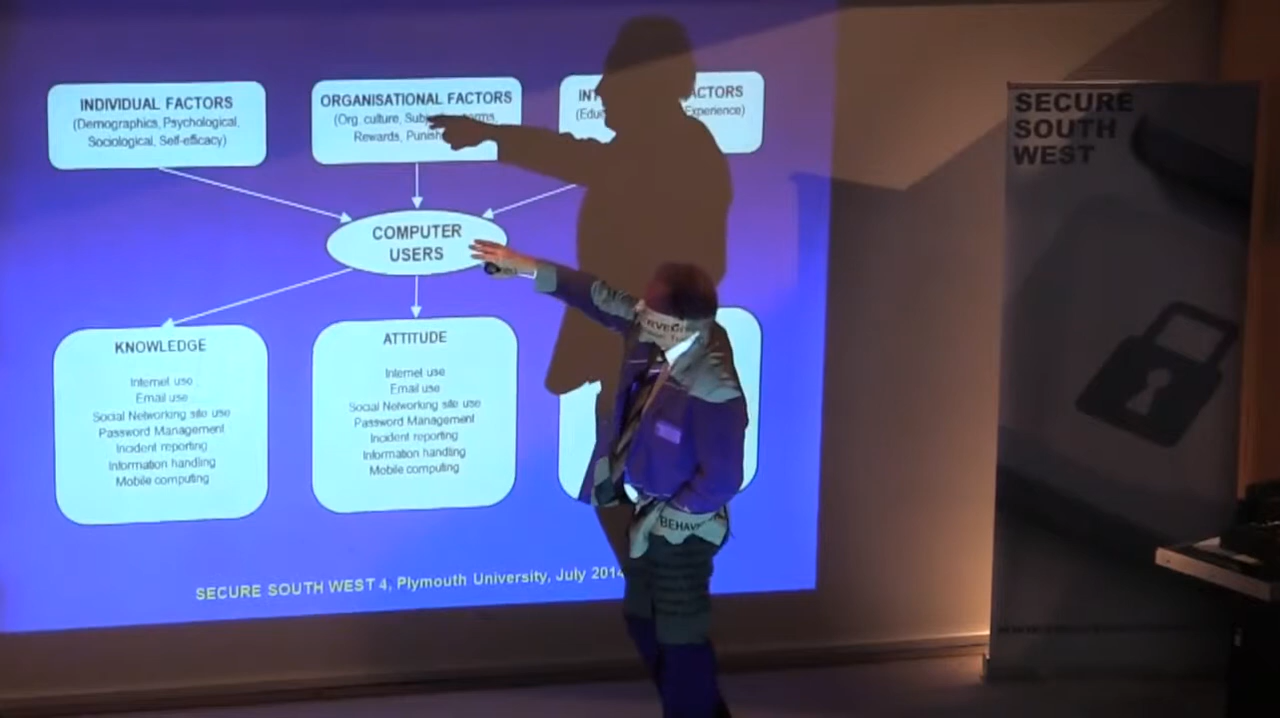 INDIVIDUAL FACTORS
(Demographics, Psychological,
Sociological, Self-efficacy)
ORGANISATIONAL FACTORS
(Org. culture,
Rewards,
ACTORS
Experience)
COMPUTER
USERS
KNOWLEDGE
Internet use
Email use
Social Networking site use
Password Management
Incident reporting
Information handling
Mobile computing
ATTITUDE
Internet use
Email use
Social Networking site use
Password Management
Incident reporting
Information handling
Mobile computing
BEHAV
SECURE SOUTH WEST 4, Plymouth University, July 2014
SECURE
SOUTH
WEST